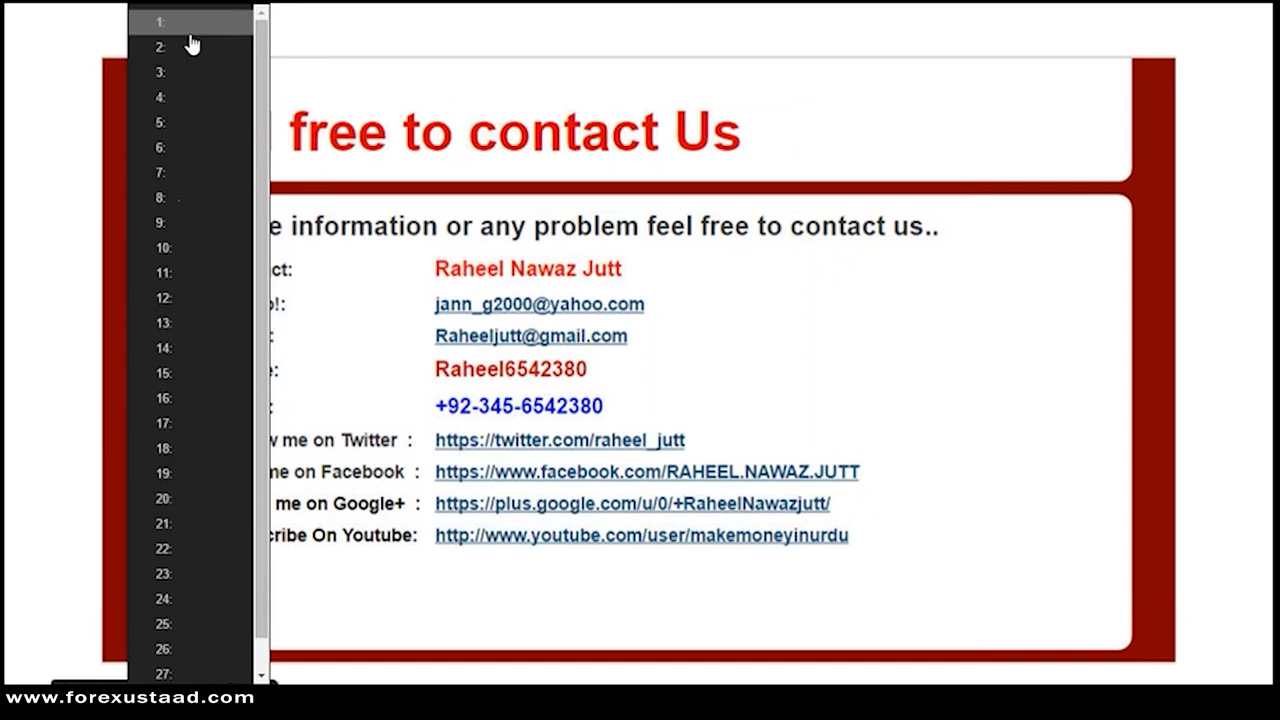 1:
2:
3:
4:
5:
6:
7:
8:
9:
10:
11:
12:
13:
14:
15:
16:
17:
18:
19:
20:
21:
22:
23:
24:
25:
26:
27:
free to contact Us
e information or any problem feel free to contact us..
ct: Raheel Nawaz Jutt
o!: jann_g2000@yahoo.com
: Raheeljutt@gmail.com
e: Raheel6542380
: +92-345-6542380
w me on Twitter : https://twitter.com/raheel_jutt
me on Facebook : https://www.facebook.com/RAHEEL.NAWAZ.JUTT
me on Google+ : https://plus.google.com/u/0/+RaheelNawazjutt/
cribe On Youtube: http://www.youtube.com/user/makemoneyinurdu
www.forexustaad.com